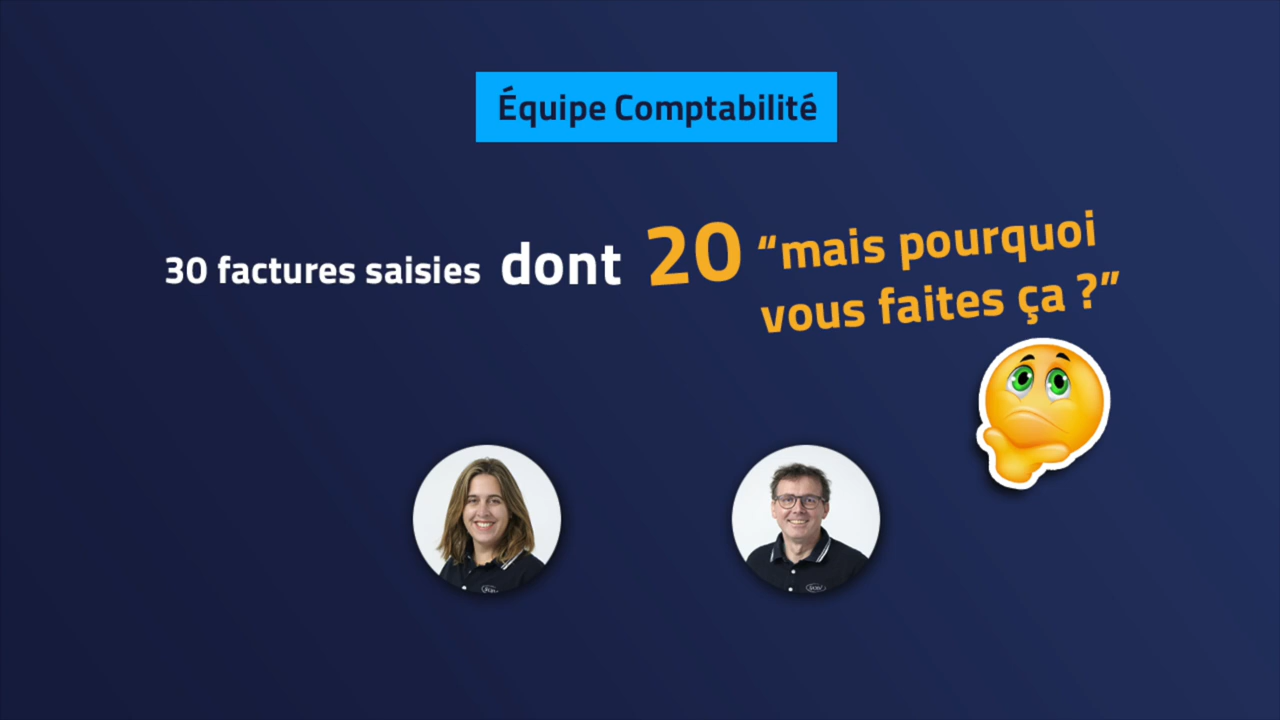 Équipe Comptabilité
30 factures saisies dont 20 “mais pourquoi
vous faites ça ?”